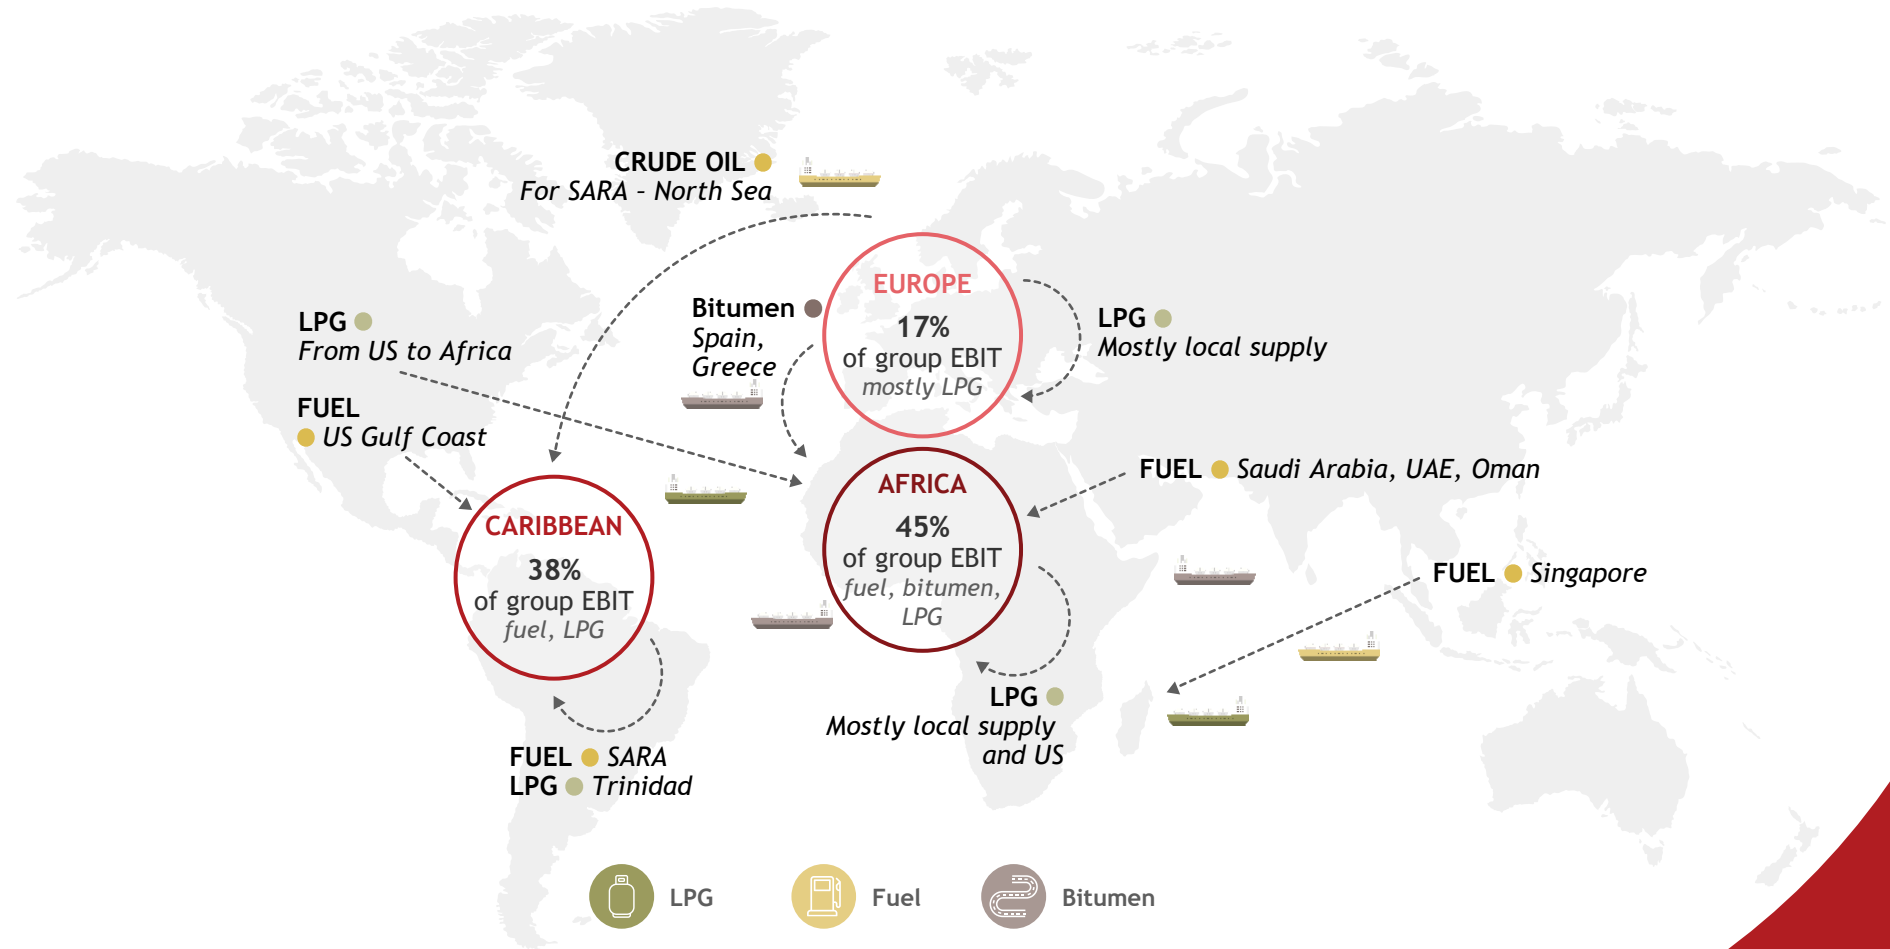 CRUDE OIL
For SARA - North Sea
LPG
From US to Africa
FUEL
US Gulf Coast
Bitumen
Spain,
Greece
EUROPE
17%
of group EBIT
mostly LPG
LPG
Mostly local supply
CARIBBEAN
38%
of group EBIT
fuel, LPG
AFRICA
45%
of group EBIT
fuel, bitumen,
LPG
FUEL Saudi Arabia, UAE, Oman
FUEL Singapore
LPG
Mostly local supply
and US
FUEL SARA
LPG Trinidad
LPG
Fuel
Bitumen